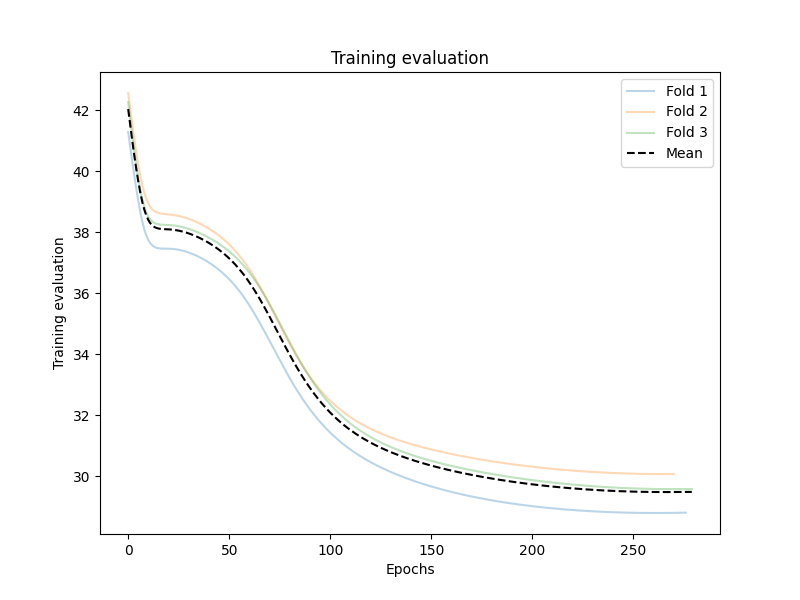 Training evaluation
Fold 1
Fold 2
Fold 3
Mean
Training evaluation
42
40
38
36
34
32
30
0
50
100
150
200
250
Epochs